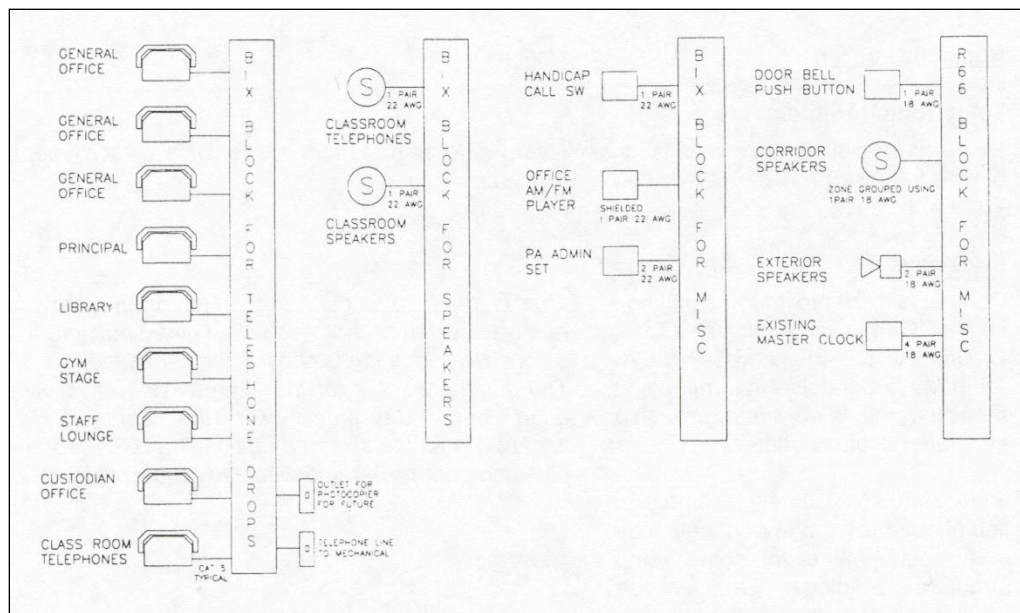 GENERAL
OFFICE
GENERAL
OFFICE
GENERAL
OFFICE
PRINCIPAL
LIBRARY
GYM
STAGE
STAFF
LOUNGE
CUSTODIAN
OFFICE
CLASS ROOM
TELEPHONES
CAT 5
TYPICAL
BIX BLOCK FOR TELEPHONE DROPS
OUTLET FOR
PHOTOCOPIER
FOR FUTURE
TELEPHONE LINE
TO MECHANICAL
S
1 PAIR
22 AWG
CLASSROOM
TELEPHONES
S
1 PAIR
22 AWG
CLASSROOM
SPEAKERS
BIX BLOCK FOR SPEAKERS
HANDICAP
CALL SW
1 PAIR
22 AWG
OFFICE
AM/FM
PLAYER
SHIELDED
1 PAIR 22 AWG
PA ADMIN
SET
2 PAIR
22 AWG
BIX BLOCK FOR MISC
DOOR BELL
PUSH BUTTON
1 PAIR
18 AWG
CORRIDOR
SPEAKERS
S
ZONE GROUPED USING
1PAIR 18 AWG
EXTERIOR
SPEAKERS
2 PAIR
18 AWG
EXISTING
MASTER CLOCK
4 PAIR
18 AWG
R66 BLOCK FOR MISC